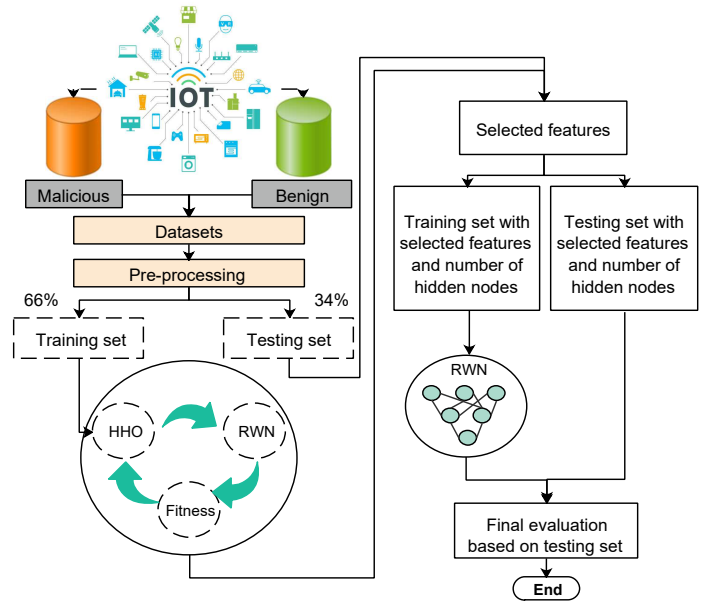 IOT
Malicious
Benign
Datasets
Pre-processing
66%
34%
Training set
Testing set
HHO
RWN
Fitness
Selected features
Training set with
selected features
and number of
hidden nodes
Testing set with
selected features
and number of
hidden nodes
RWN
Final evaluation
based on testing set
End